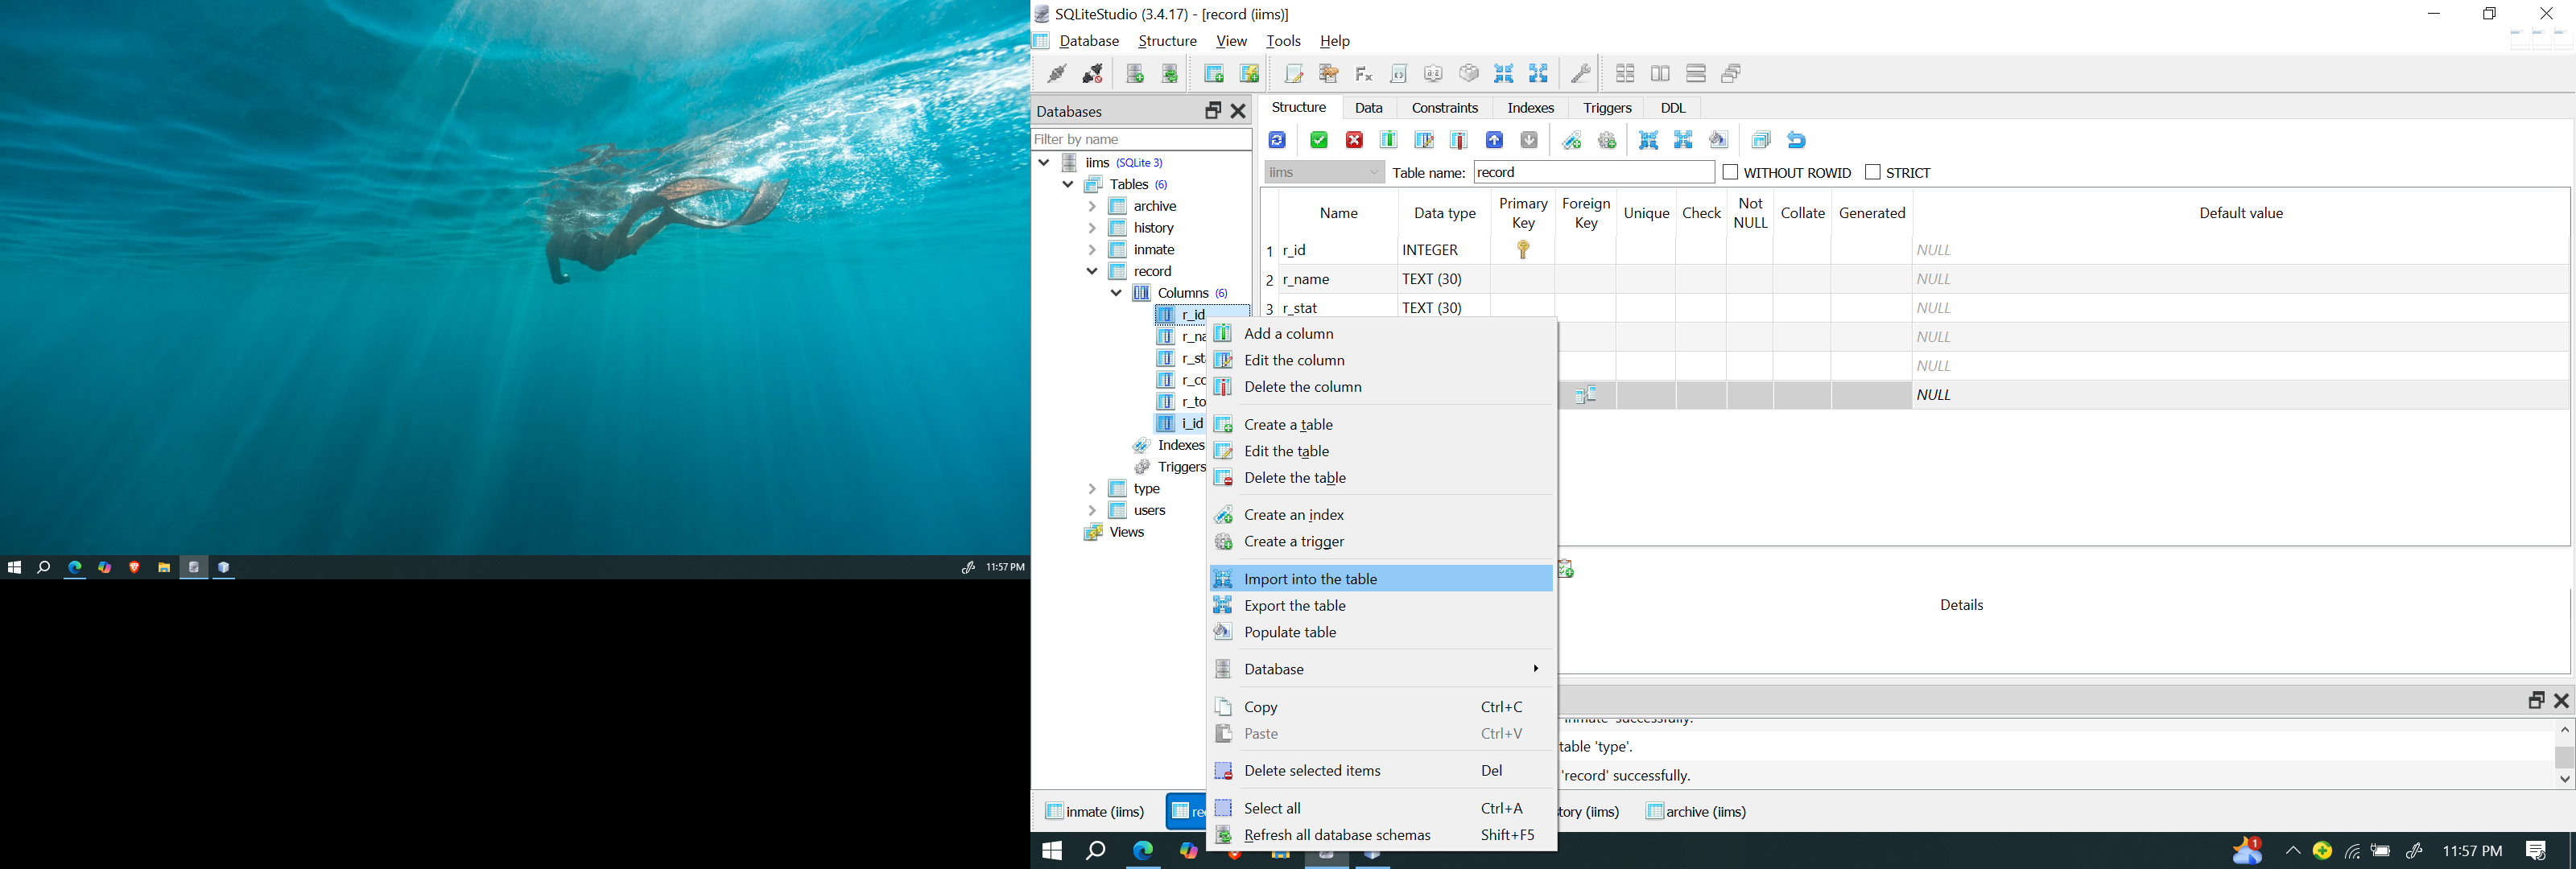 11:57 PM
SQLiteStudio (3.4.17) - [record (iims)]
Database Structure View Tools Help
Databases
Filter by name
iims (SQLite 3)
Tables (6)
archive
history
inmate
record
Columns (6)
r_id
i_id
Indexes
Triggers
type
users
Views
Structure Data Constraints Indexes Triggers DDL
iims Table name: record WITHOUT ROWID STRICT
Name Data type Primary Key Foreign Key Unique Check Not NULL Collate Generated Default value
1 r_id INTEGER NULL
2 r_name TEXT (30) NULL
3 r_stat TEXT (30) NULL
NULL
NULL
NULL
Add a column
Edit the column
Delete the column
Create a table
Edit the table
Delete the table
Create an index
Create a trigger
Import into the table
Export the table
Populate table
Database
Copy Ctrl+C
Paste Ctrl+V
Delete selected items Del
Select all Ctrl+A
Refresh all database schemas Shift+F5
Details
'inmate' successfully.
table 'type'.
'record' successfully.
inmate (iims) (iims) archive (iims)
1
11:57 PM